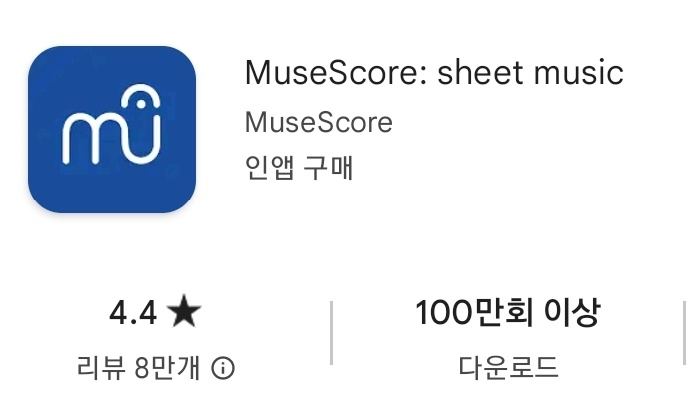 MuseScore: sheet music
MuseScore
인앱 구매
4.4 ★
리뷰 8만개 ⓘ
100만회 이상
다운로드